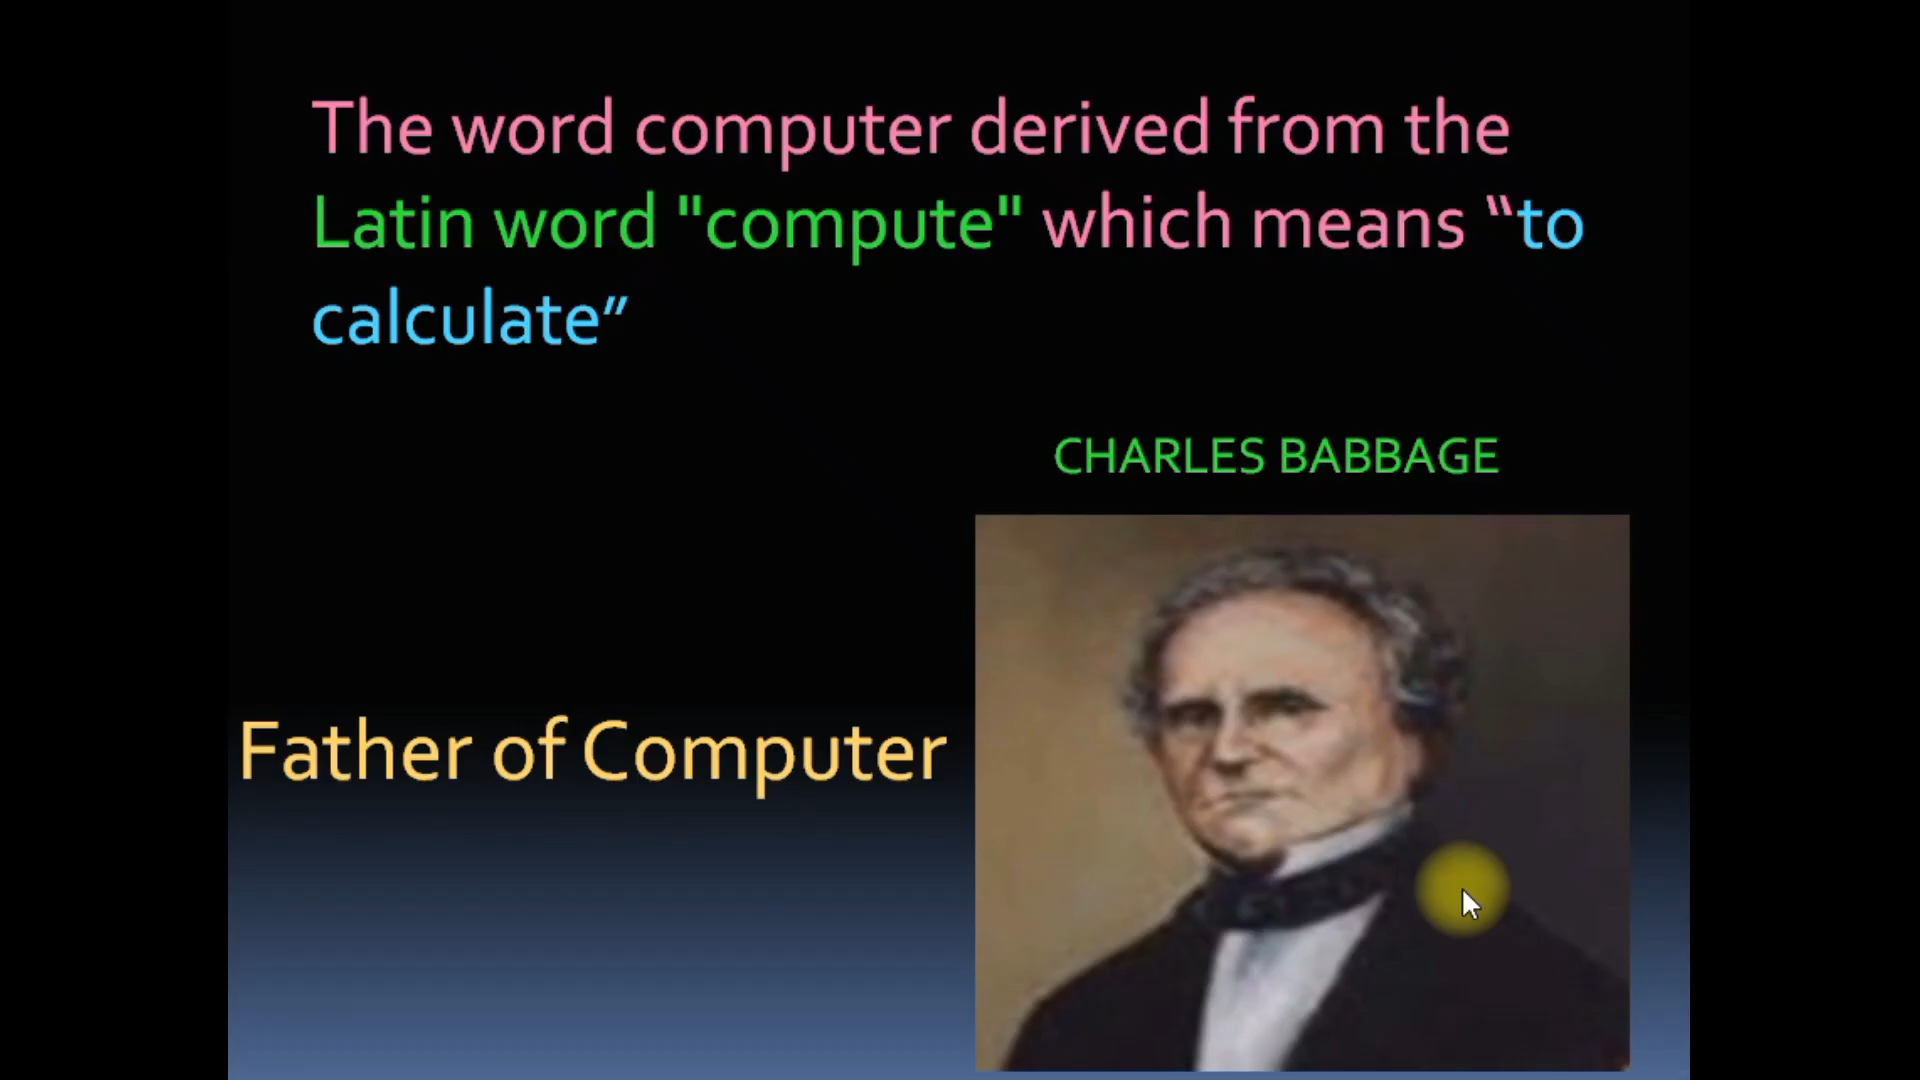 The word computer derived from the
Latin word "compute" which means “to
calculate”
CHARLES BABBAGE
Father of Computer